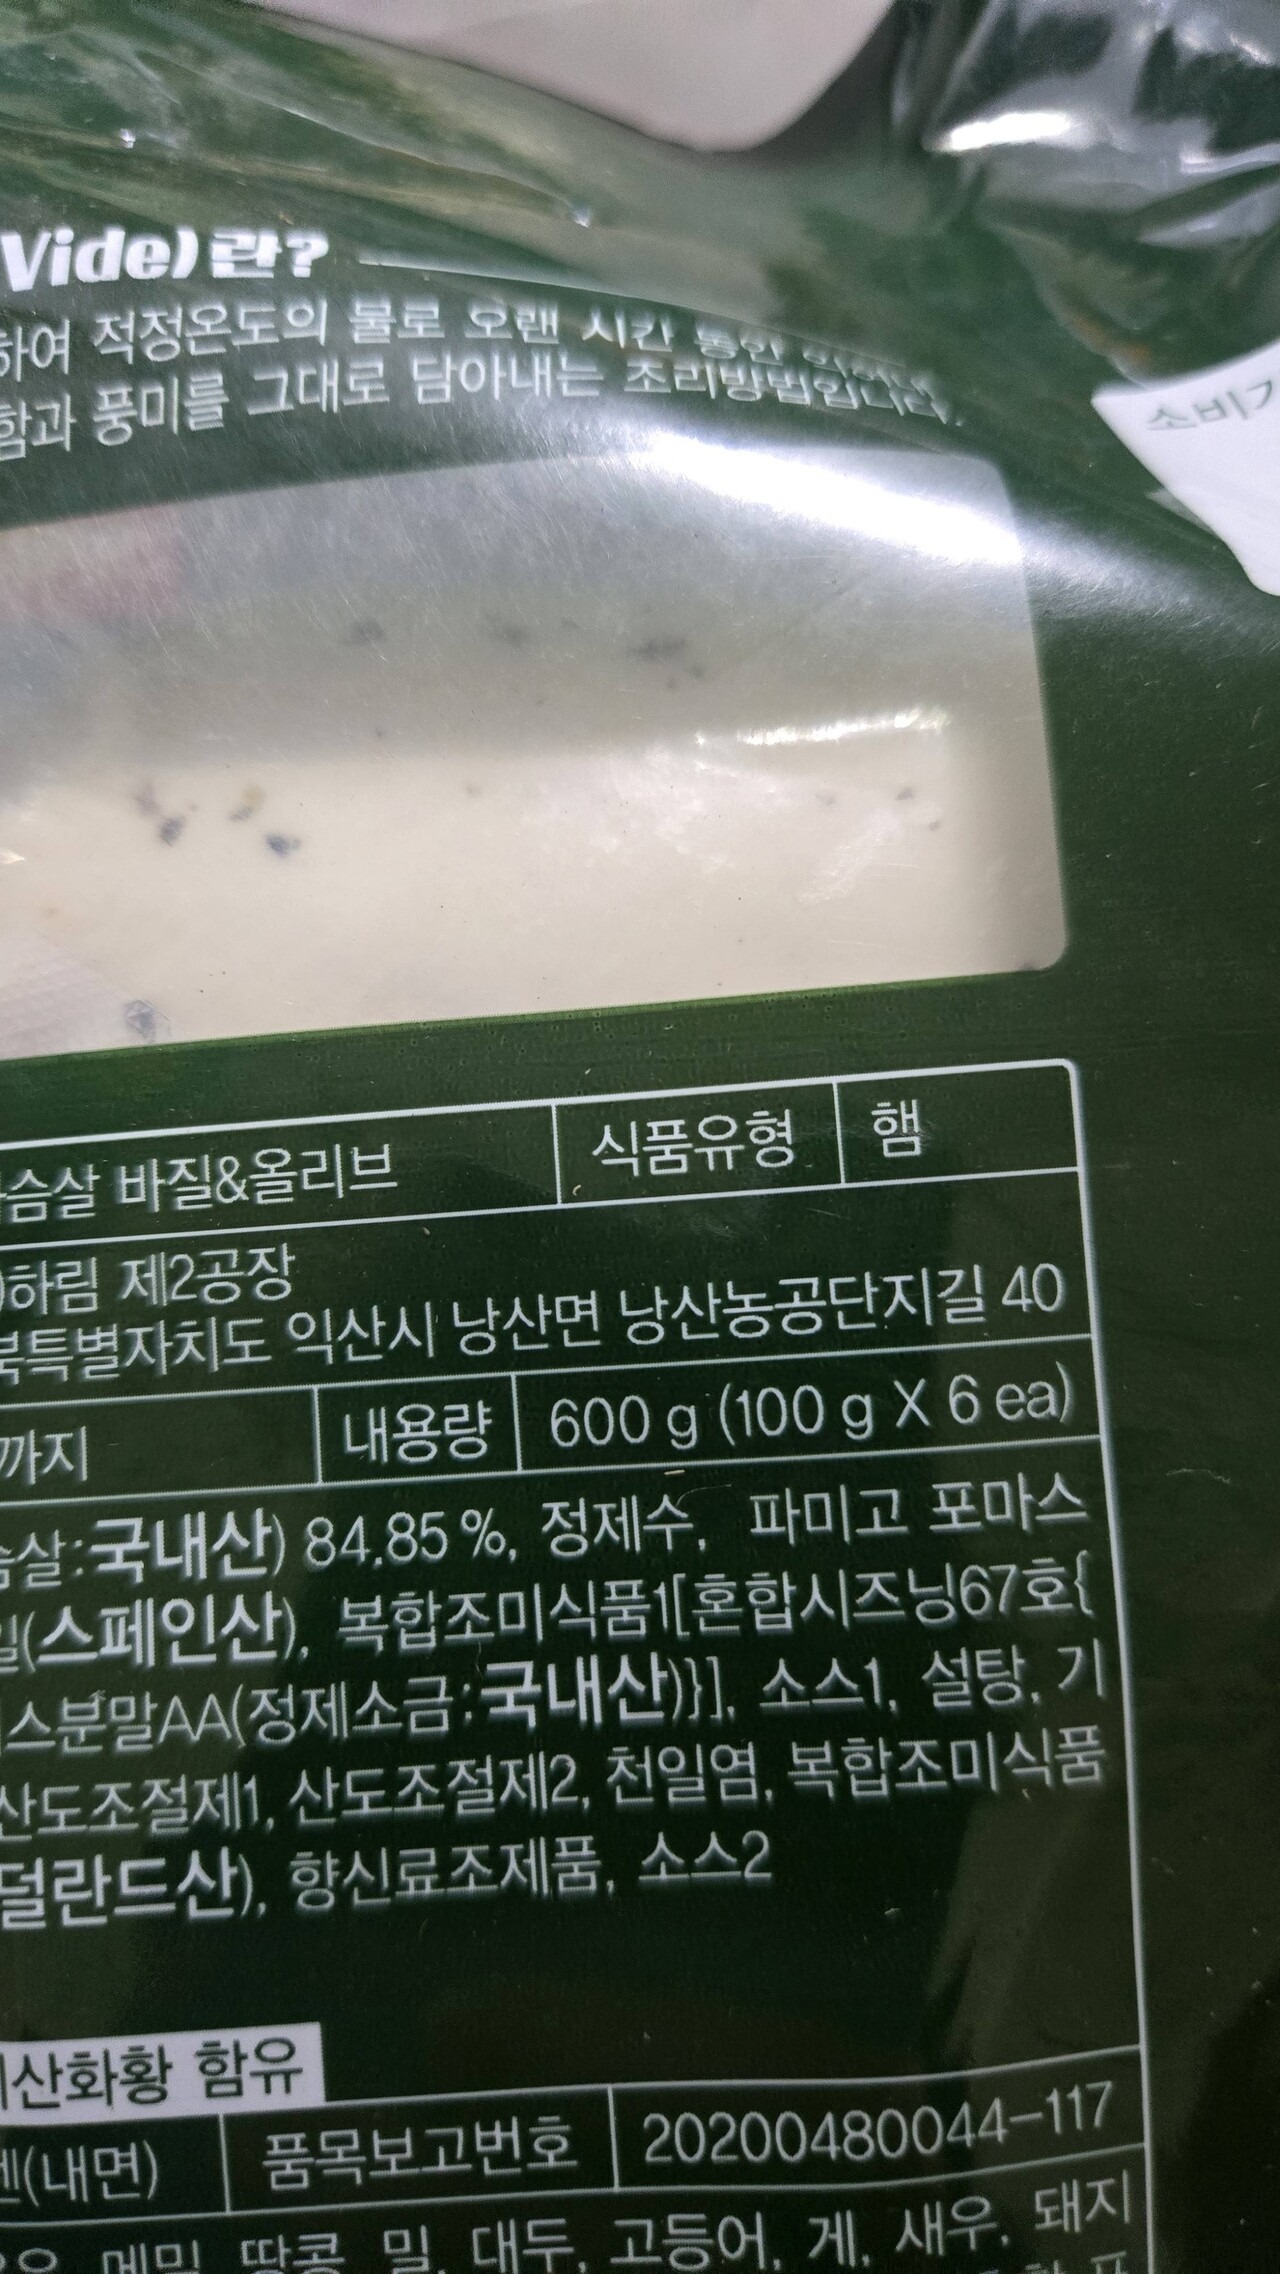 Vide)란?
하여 적정온도의 물로 오랜 시간 동안
함과 풍미를 그대로 담아내는 조리방법입니다.
소비기
슴살 바질&올리브 식품유형 햄
)하림 제2공장
북특별자치도 익산시 낭산면 낭산농공단지길 40
까지 내용량 600 g (100 g X 6 ea)
슴살:국내산) 84.85 %, 정제수, 파미고 포마스
일(스페인산), 복합조미식품1[혼합시즈닝67호{
스분말AA(정제소금:국내산)}], 소스1, 설탕, 기
산도조절제1, 산도조절제2, 천일염, 복합조미식품
덜란드산), 향신료조제품, 소스2
산화황 함유
(내면) 품목보고번호 20200480044-117
메밀, 땅콩, 밀, 대두, 고등어, 게, 새우, 돼지